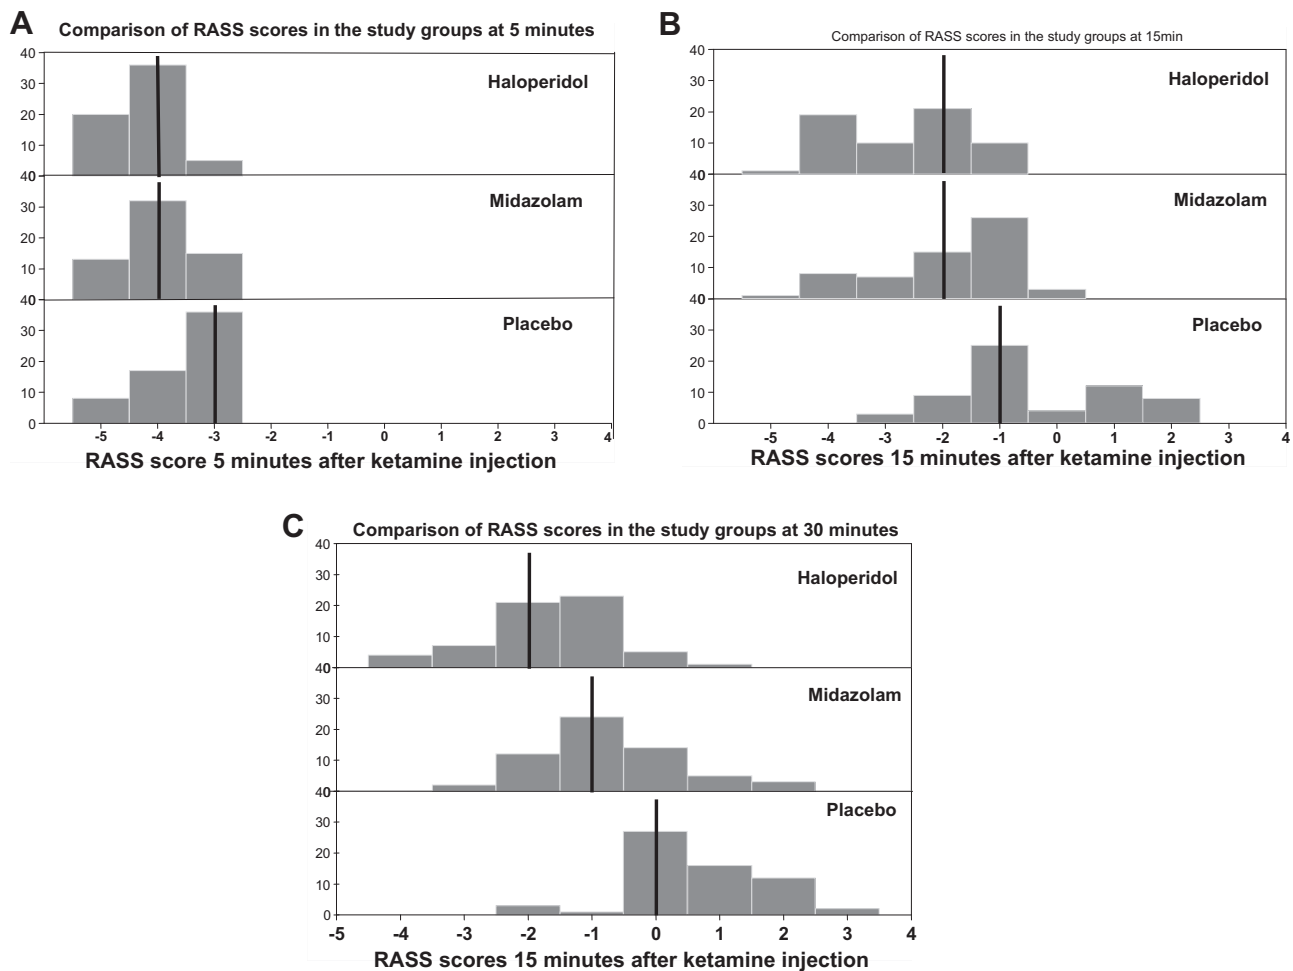 A
Comparison of RASS scores in the study groups at 5 minutes
40
30
20
10
40
Haloperidol
30
20
10
40
Midazolam
30
20
10
0
Placebo
-5 -4 -3 -2 -1 0 1 2 3 4
RASS score 5 minutes after ketamine injection
B
Comparison of RASS scores in the study groups at 15min
40
30
20
10
40
Haloperidol
30
20
10
40
Midazolam
30
20
10
0
Placebo
-5 -4 -3 -2 -1 0 1 2 3 4
RASS scores 15 minutes after ketamine injection
C
Comparison of RASS scores in the study groups at 30 minutes
40
30
20
10
40
Haloperidol
30
20
10
40
Midazolam
30
20
10
0
Placebo
-5 -4 -3 -2 -1 0 1 2 3 4
RASS scores 15 minutes after ketamine injection